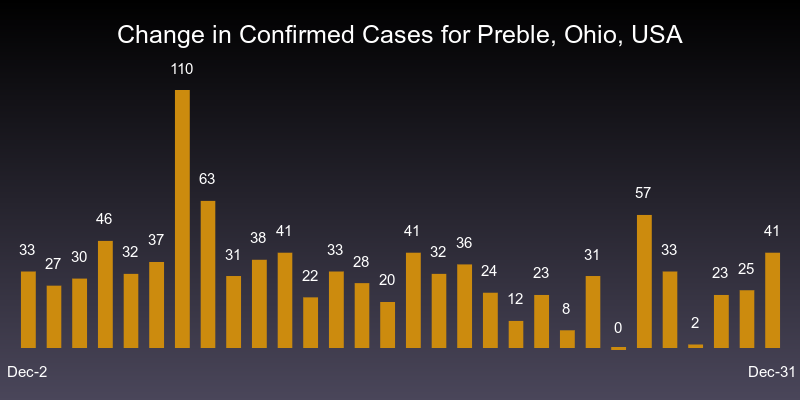 Change in Confirmed Cases for Preble, Ohio, USA
33 27 30 46 32 37 110 63 31 38 41 22 33 28 20 41 32 36 24 12 23 8 31 0 57 33 2 23 25 41
Dec-2 Dec-31